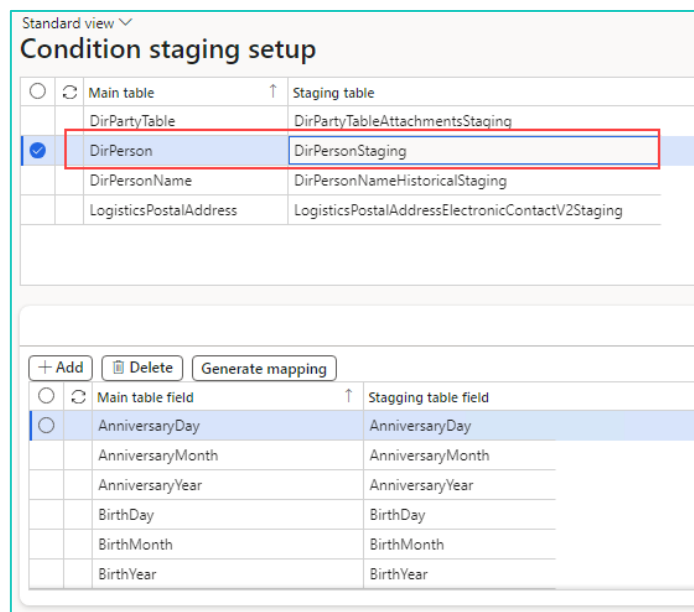 Standard view
Condition staging setup
Main table Staging table
DirPartyTable DirPartyTableAttachmentsStaging
DirPerson DirPersonStaging
DirPersonName DirPersonNameHistoricalStaging
LogisticsPostalAddress LogisticsPostalAddressElectronicContactV2Staging
+ Add Delete Generate mapping
Main table field Stagging table field
AnniversaryDay AnniversaryDay
AnniversaryMonth AnniversaryMonth
AnniversaryYear AnniversaryYear
BirthDay BirthDay
BirthMonth BirthMonth
BirthYear BirthYear